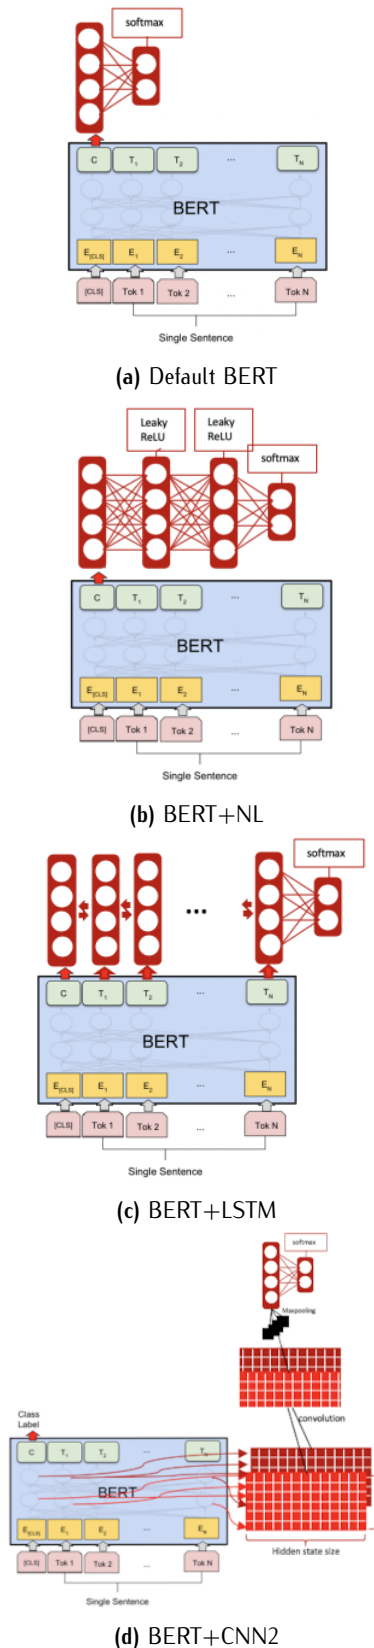 softmax
C T1 T2 ... TN
BERT
E[CLS] E1 E2 ... EN
[CLS] Tok 1 Tok 2 ... Tok N
Single Sentence
(a) Default BERT
Leaky ReLU
Leaky ReLU
softmax
C T1 T2 ... TN
BERT
E[CLS] E1 E2 ... EN
[CLS] Tok 1 Tok 2 ... Tok N
Single Sentence
(b) BERT+NL
softmax
...
C T1 T2 ... TN
BERT
E[CLS] E1 E2 ... EN
[CLS] Tok 1 Tok 2 ... Tok N
Single Sentence
(c) BERT+LSTM
softmax
Maxpooling
convolution
Class
Label
C T1 T2 ... TN
BERT
E[CLS] E1 E2 ... EN
[CLS] Tok 1 Tok 2 ... Tok N
Hidden state size
Single Sentence
(d) BERT+CNN2